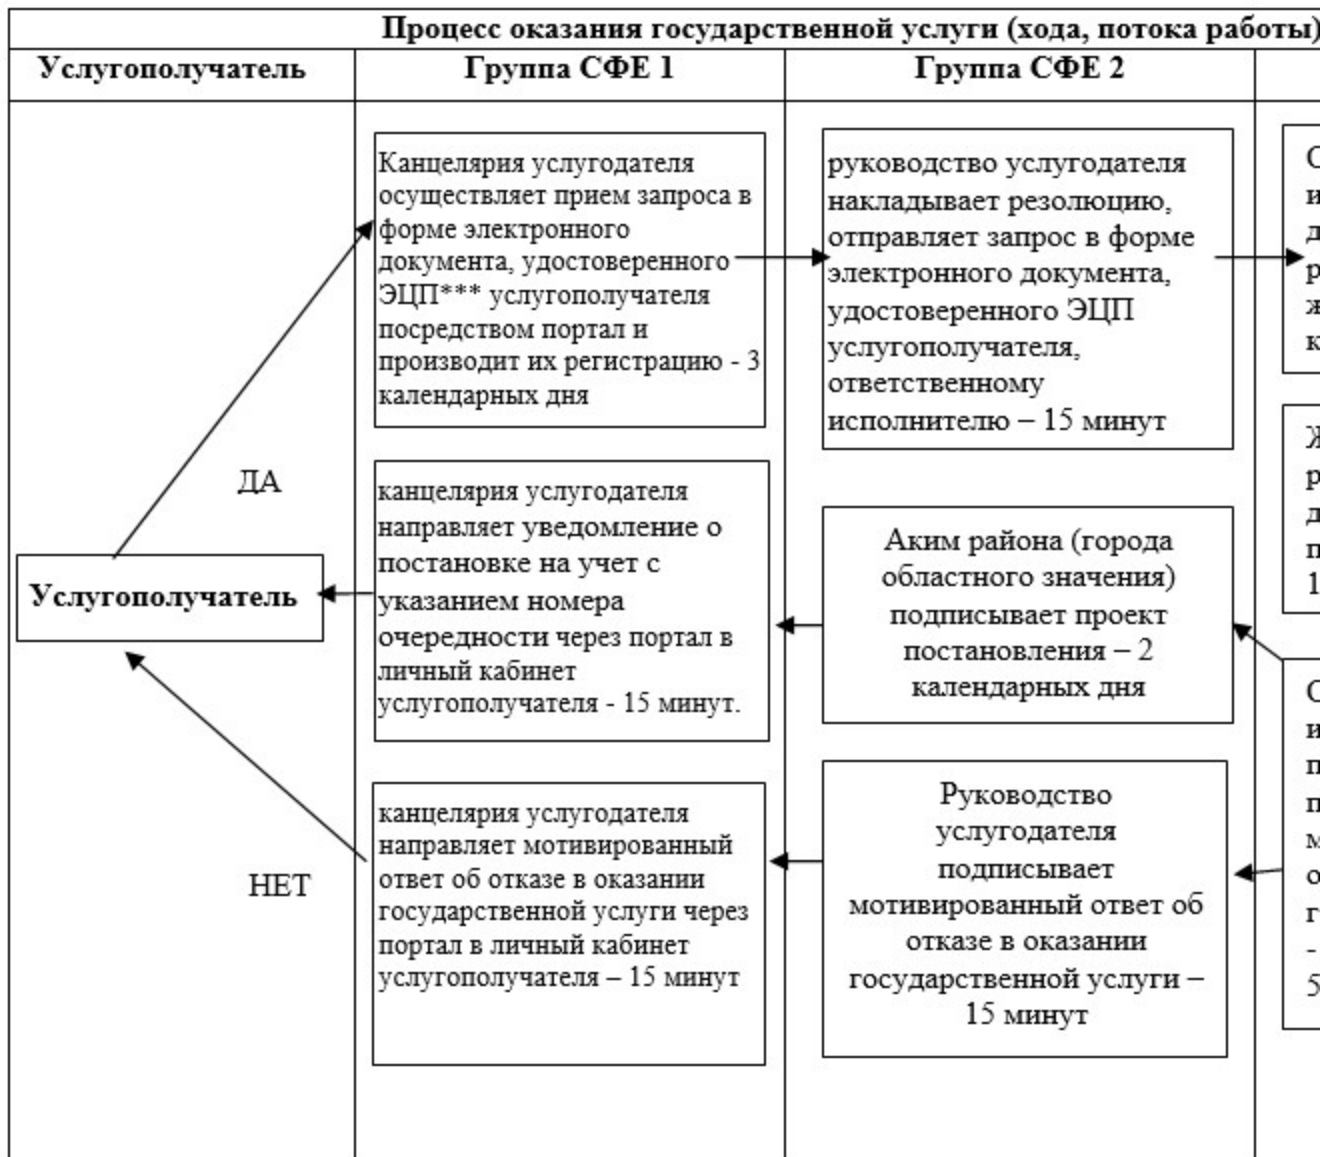 Процесс оказания государственной услуги (хода, потока работы)
Услугополучатель
Группа СФЕ 1
Группа СФЕ 2
Канцелярия услугодателя
осуществляет прием запроса в
форме электронного
документа, удостоверенного
ЭЦП*** услугополучателя
посредством портал и
производит их регистрацию - 3
календарных дня
руководство услугодателя
накладывает резолюцию,
отправляет запрос в форме
электронного документа,
удостоверенного ЭЦП
услугополучателя,
ответственному
исполнителю – 15 минут
ДА
Услугополучатель
канцелярия услугодателя
направляет уведомление о
постановке на учет с
указанием номера
очередности через портал в
личный кабинет
услугополучателя - 15 минут.
Аким района (города
областного значения)
подписывает проект
постановления – 2
календарных дня
НЕТ
канцелярия услугодателя
направляет мотивированный
ответ об отказе в оказании
государственной услуги через
портал в личный кабинет
услугополучателя – 15 минут
Руководство
услугодателя
подписывает
мотивированный ответ об
отказе в оказании
государственной услуги –
15 минут